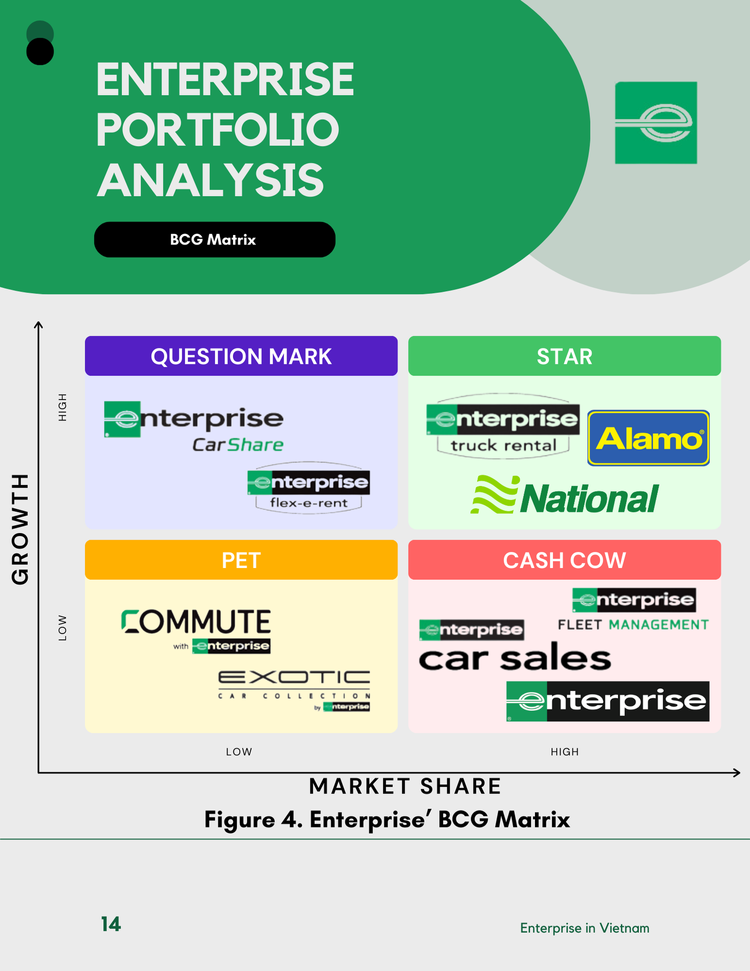 ENTERPRISE
PORTFOLIO
ANALYSIS
BCG Matrix
e
GROWTH
HIGH
LOW
QUESTION MARK
enterprise
CarShare
enterprise
flex-e-rent
STAR
enterprise
truck rental
Alamo®
National
PET
COMMUTE
with enterprise
EXOTIC
CAR COLLECTION
by enterprise
CASH COW
enterprise
FLEET MANAGEMENT
enterprise
car sales
enterprise
LOW
HIGH
MARKET SHARE
Figure 4. Enterprise’ BCG Matrix
14
Enterprise in Vietnam